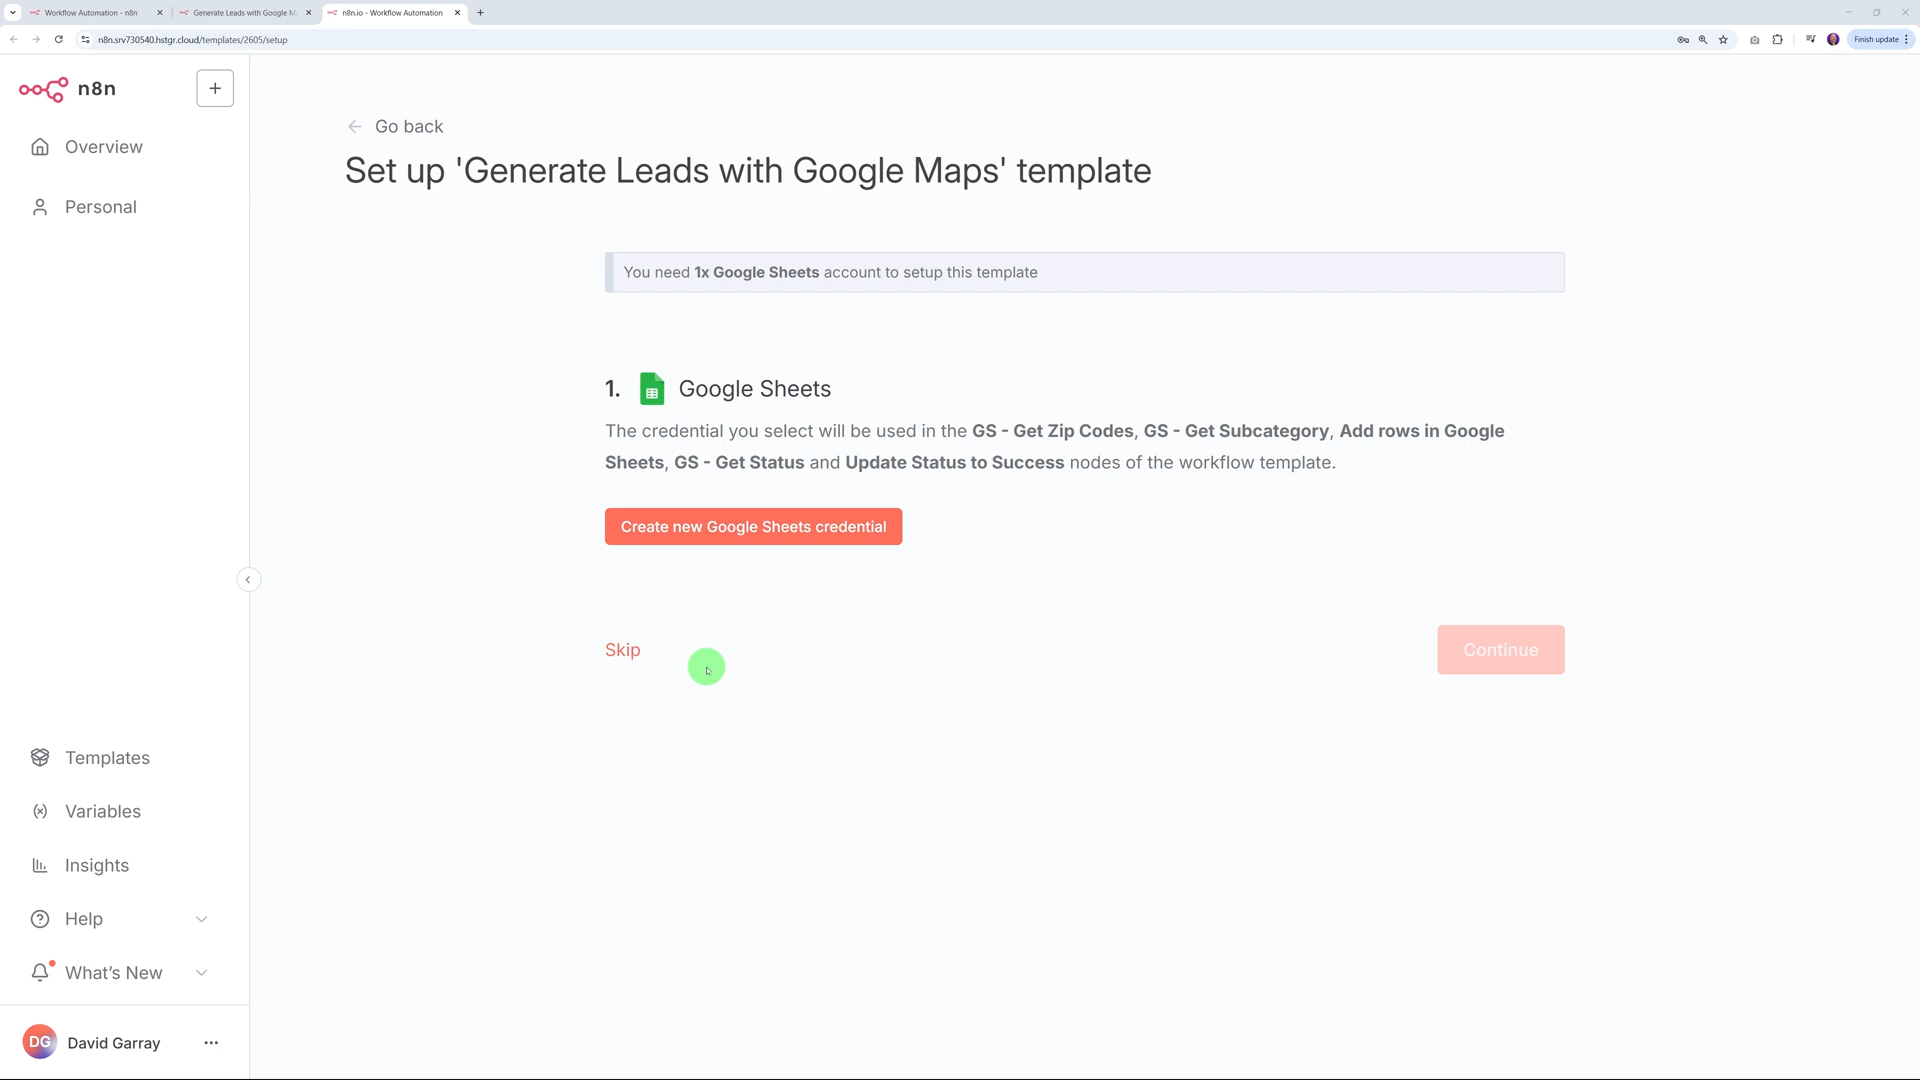 Workflow Automation - n8n
Generate Leads with Google M
n8n.io - Workflow Automation
n8n.srv730540.hstgr.cloud/templates/2605/setup
Finish update
n8n
+
Overview
Personal
Go back
Set up 'Generate Leads with Google Maps' template
You need 1x Google Sheets account to setup this template
1. Google Sheets
The credential you select will be used in the GS - Get Zip Codes, GS - Get Subcategory, Add rows in Google
Sheets, GS - Get Status and Update Status to Success nodes of the workflow template.
Create new Google Sheets credential
Skip
Continue
Templates
Variables
Insights
Help
What's New
DG David Garray